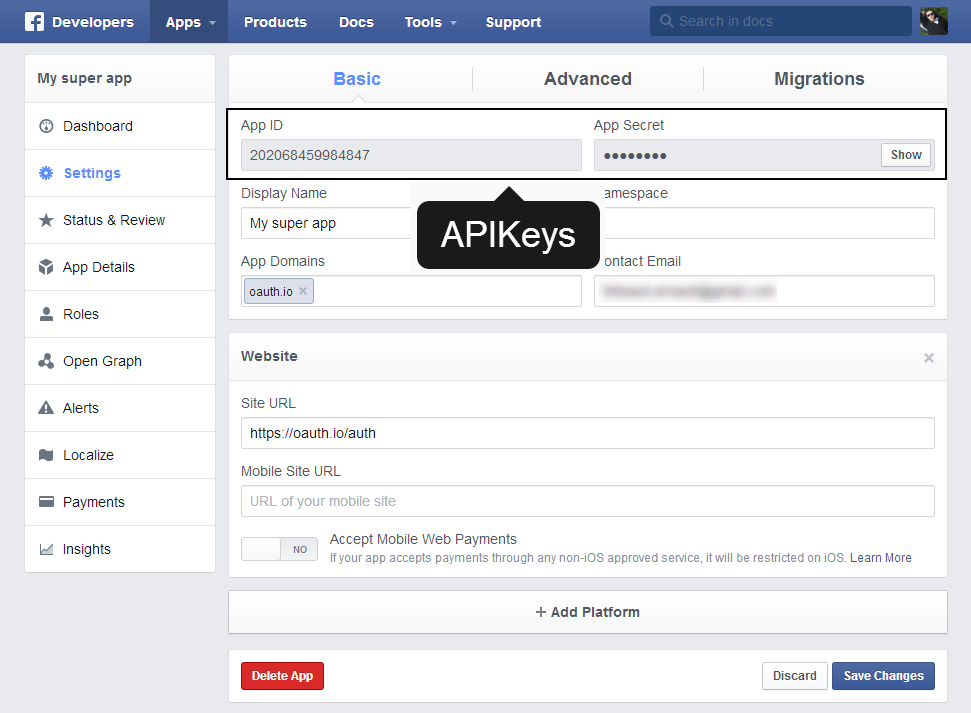 Developers Apps Products Docs Tools Support Search in docs
My super app
Dashboard
Settings
Status & Review
App Details
Roles
Open Graph
Alerts
Localize
Payments
Insights
Basic Advanced Migrations
App ID App Secret
202068459984847 •••••••• Show
Display Name amespace
My super app
APIKeys
App Domains ontact Email
oauth.io ×
Website ×
Site URL
https://oauth.io/auth
Mobile Site URL
URL of your mobile site
NO Accept Mobile Web Payments
If your app accepts payments through any non-iOS approved service, it will be restricted on iOS. Learn More
+ Add Platform
Delete App Discard Save Changes